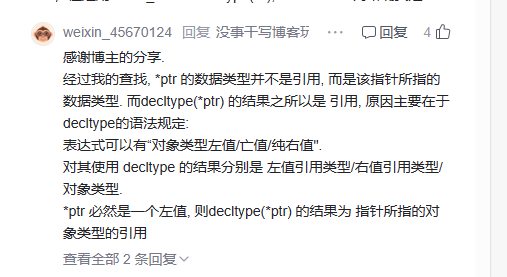 weixin_45670124 回复 没事干写博客玩 ··· 回复 4
感谢博主的分享.
经过我的查找, *ptr 的数据类型并不是引用, 而是该指针所指的
数据类型. 而decltype(*ptr) 的结果之所以是 引用, 原因主要在于
decltype的语法规定:
表达式可以有“对象类型左值/亡值/纯右值".
对其使用 decltype 的结果分别是 左值引用类型/右值引用类型/
对象类型.
*ptr 必然是一个左值, 则decltype(*ptr) 的结果为 指针所指的对
象类型的引用
查看全部 2 条回复